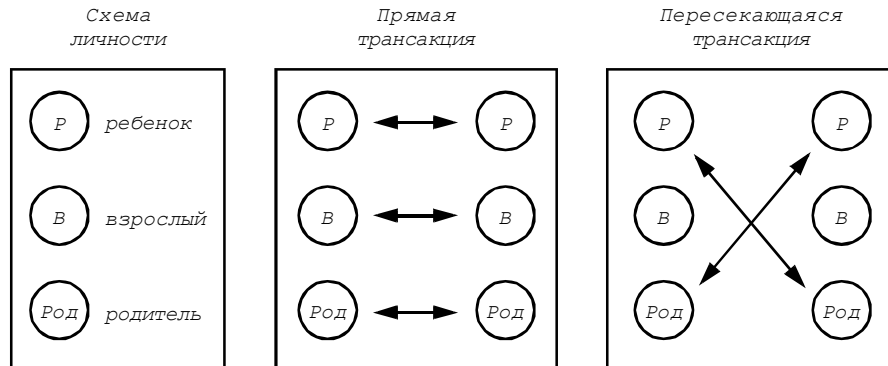 Схема
личности
Р ребенок
В взрослый
Род родитель
Прямая
трансакция
Р Р
В В
Род Род
Пересекающаяся
трансакция
Р Р
В В
Род Род